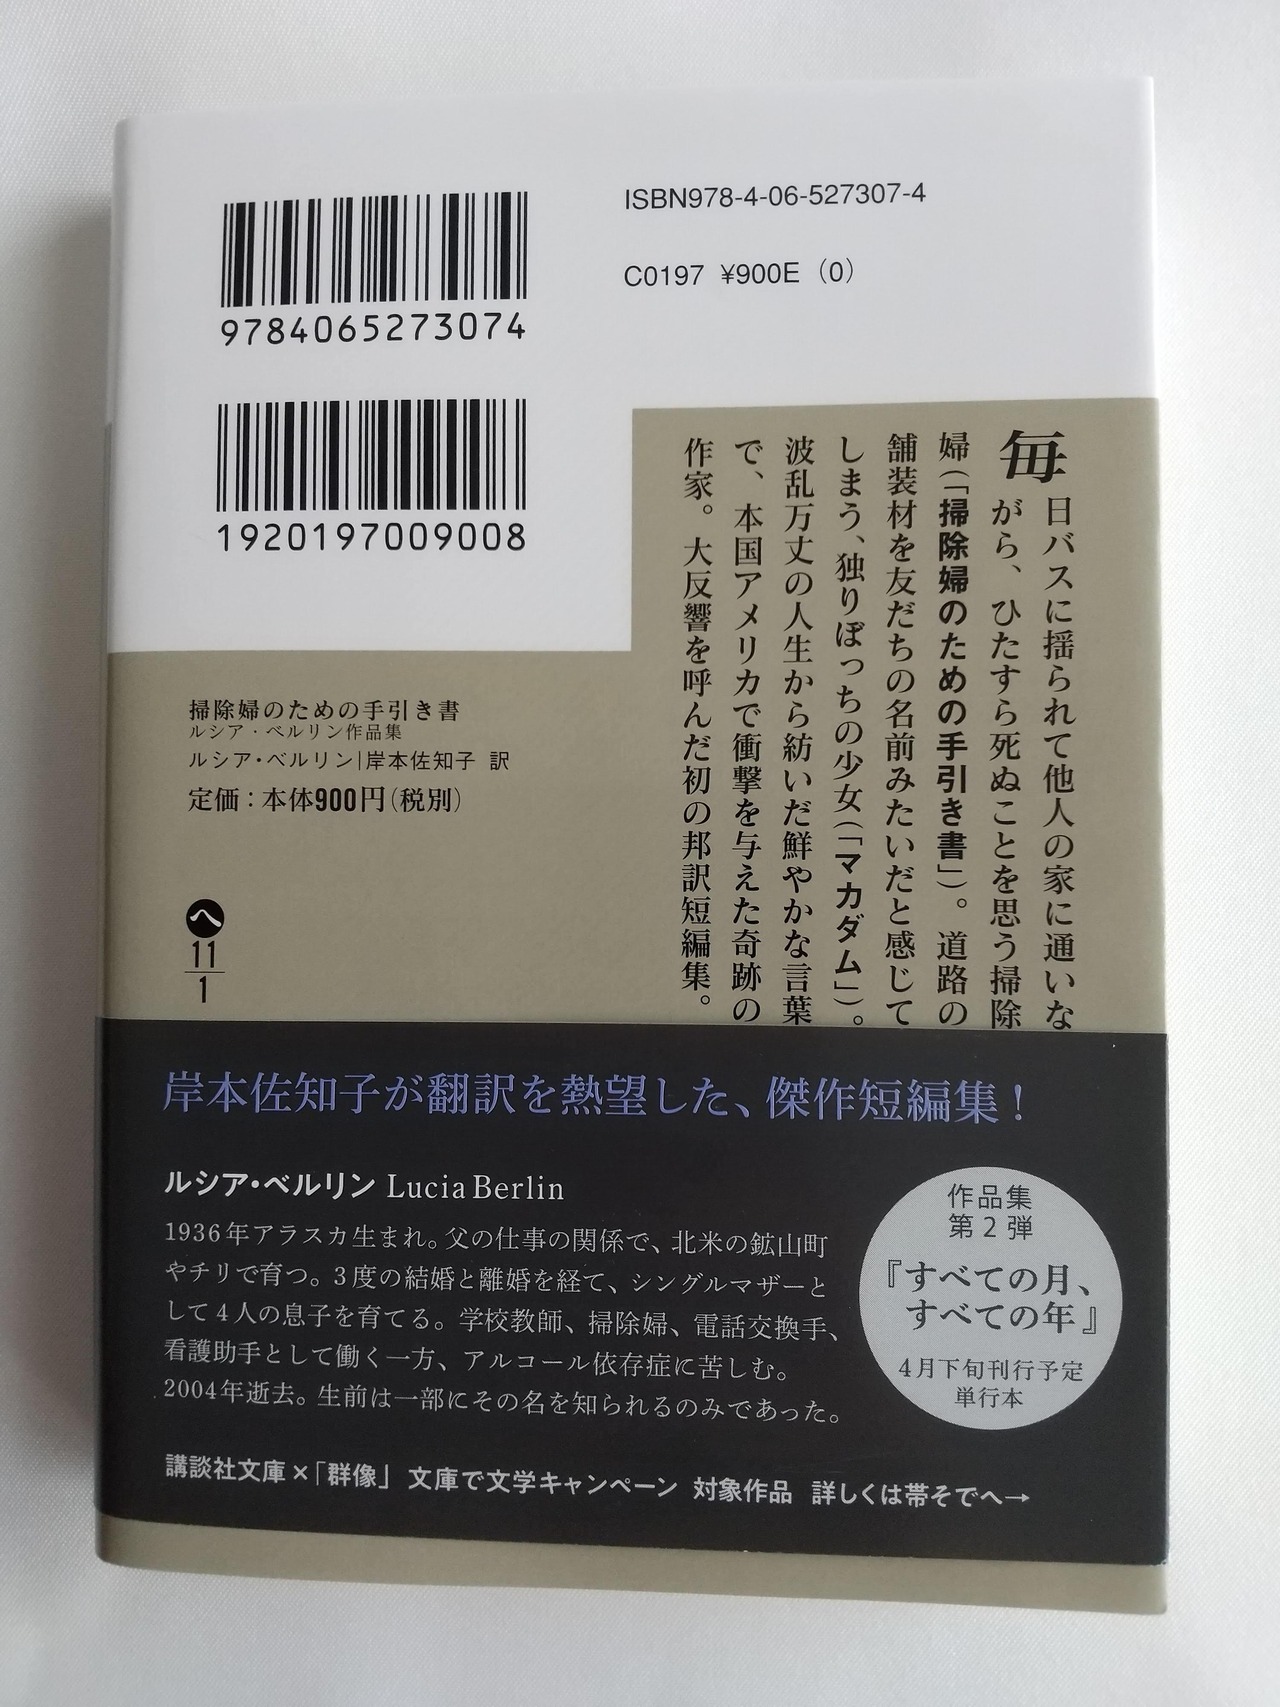 9784065273074
ISBN978-4-06-527307-4
C0197 ¥900E (0)
1920197009008
毎日バスに揺られて他人の家に通いな
がら、ひたすら死ぬことを思う掃除
婦(「掃除婦のための手引き書」)。道路の
舗装材を友だちの名前みたいだと感じて
しまう、独りぼっちの少女(「マカダム」)。
波乱万丈の人生から紡いだ鮮やかな言葉
で、本国アメリカで衝撃を与えた奇跡の
作家。大反響を呼んだ初の邦訳短編集。
掃除婦のための手引き書
ルシア・ベルリン作品集
ルシア・ベルリン|岸本佐知子 訳
定価:本体900円(税別)
へ
11
1
岸本佐知子が翻訳を熱望した、傑作短編集!
ルシア・ベルリン Lucia Berlin
1936年アラスカ生まれ。父の仕事の関係で、北米の鉱山町
やチリで育つ。3度の結婚と離婚を経て、シングルマザーと
して4人の息子を育てる。学校教師、掃除婦、電話交換手、
看護助手として働く一方、アルコール依存症に苦しむ。
2004年逝去。生前は一部にその名を知られるのみであった。
作品集
第2弾
『すべての月、
すべての年』
4月下旬刊行予定
単行本
講談社文庫×「群像」 文庫で文学キャンペーン 対象作品 詳しくは帯そでへ→